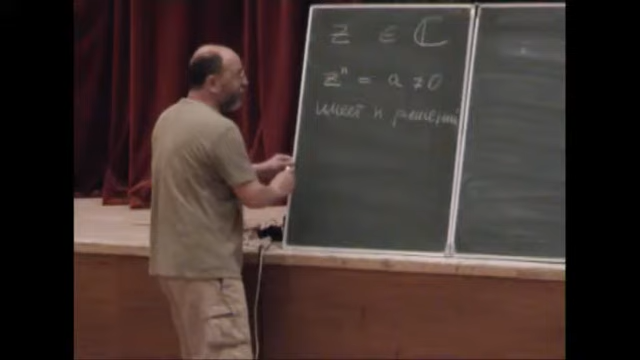 z ∈ ℂ
zⁿ = a ≠ 0
имеет n решений